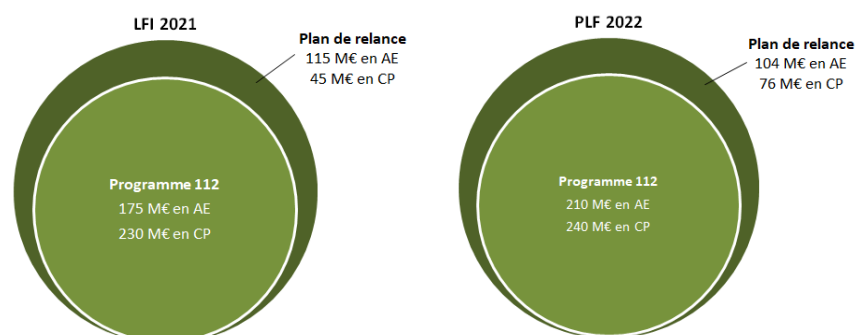 LFI 2021
Plan de relance
115 M€ en AE
45 M€ en CP
Programme 112
175 M€ en AE
230 M€ en CP
PLF 2022
Plan de relance
104 M€ en AE
76 M€ en CP
Programme 112
210 M€ en AE
240 M€ en CP